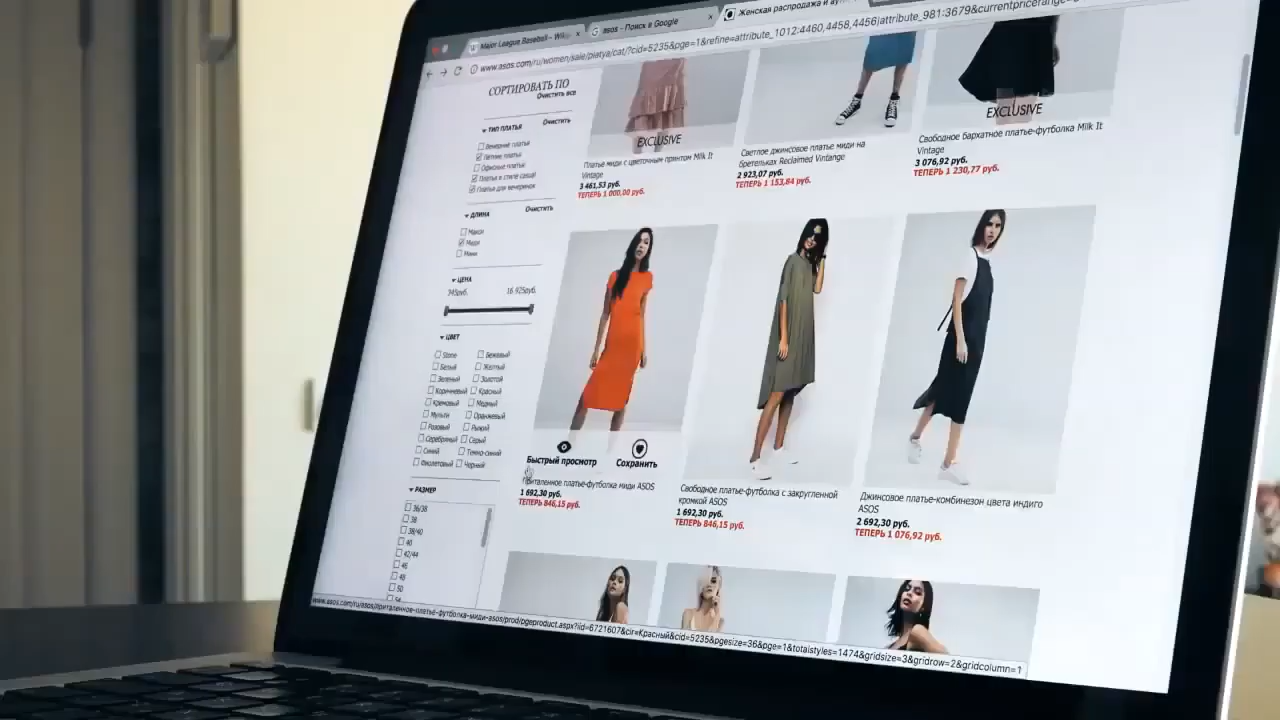 Major League Baseball – Wiki
asos - Поиск в Google
Женская распродажа и аут
www.asos.com/ru/women/sale/platya/cat/?cid=5235&pge=1&refine=attribute_1012:4460,4458,4456|attribute_981:3679&currentpricerange=
СОРТИРОВАТЬ ПО
Очистить все
ТИП ПЛАТЬЯ
Очистить
Вечерние платья
Летние платья
Офисные платья
Платья в стиле casual
Платья для вечеринок
ДЛИНА
Очистить
Макси
Миди
Мини
ЦЕНА
345руб.
16 925руб.
ЦВЕТ
Stone
Бежевый
Белый
Желтый
Зеленый
Золотой
Коричневый
Красный
Кремовый
Медный
Мульти
Оранжевый
Розовый
Рыжий
Серебряный
Серый
Синий
Темно-синий
Фиолетовый
Черный
РАЗМЕР
36/38
38
38/40
40
42/44
46
48
50
EXCLUSIVE
Платье миди с цветочным принтом Milk It
Vintage
3 461,53 руб.
ТЕПЕРЬ 1 000,00 руб.
Светлое джинсовое платье миди на
бретельках Reclaimed Vintange
2 923,07 руб.
ТЕПЕРЬ 1 153,84 руб.
EXCLUSIVE
Свободное бархатное платье-футболка Milk It
Vintage
3 076,92 руб.
ТЕПЕРЬ 1 230,77 руб.
Быстрый просмотр
Сохранить
Приталенное платье-футболка миди ASOS
1 692,30 руб.
ТЕПЕРЬ 846,15 руб.
Свободное платье-футболка с закругленной
кромкой ASOS
1 692,30 руб.
ТЕПЕРЬ 846,15 руб.
Джинсовое платье-комбинезон цвета индиго
ASOS
2 692,30 руб.
ТЕПЕРЬ 1 076,92 руб.
www.asos.com/ru/asos/приталенное-платье-футболка-миди-asos/prod/pgeproduct.aspx?iid=6721607&clr=Красный&cid=5235&pgesize=36&pge=1&totalstyles=1474&gridsize=3&gridrow=2&gridcolumn=1